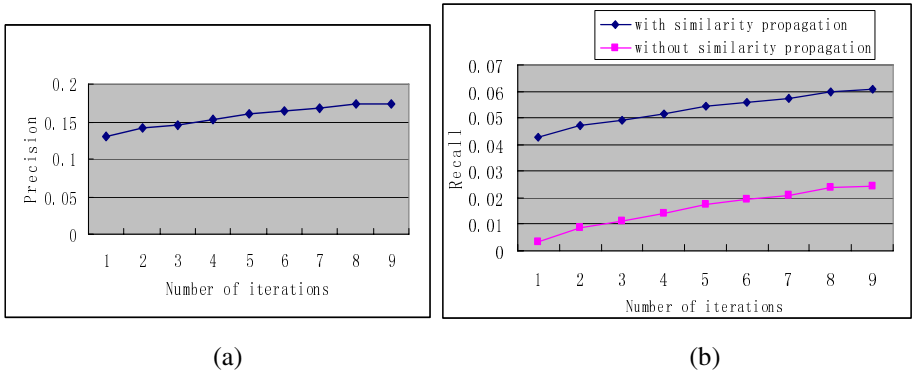 0.2
0.15
0.1
0.05
0
Precision
1 2 3 4 5 6 7 8 9
Number of iterations
(a)
with similarity propagation
without similarity propagation
0.07
0.06
0.05
0.04
0.03
0.02
0.01
0
Recall
1 2 3 4 5 6 7 8 9
Number of iterations
(b)